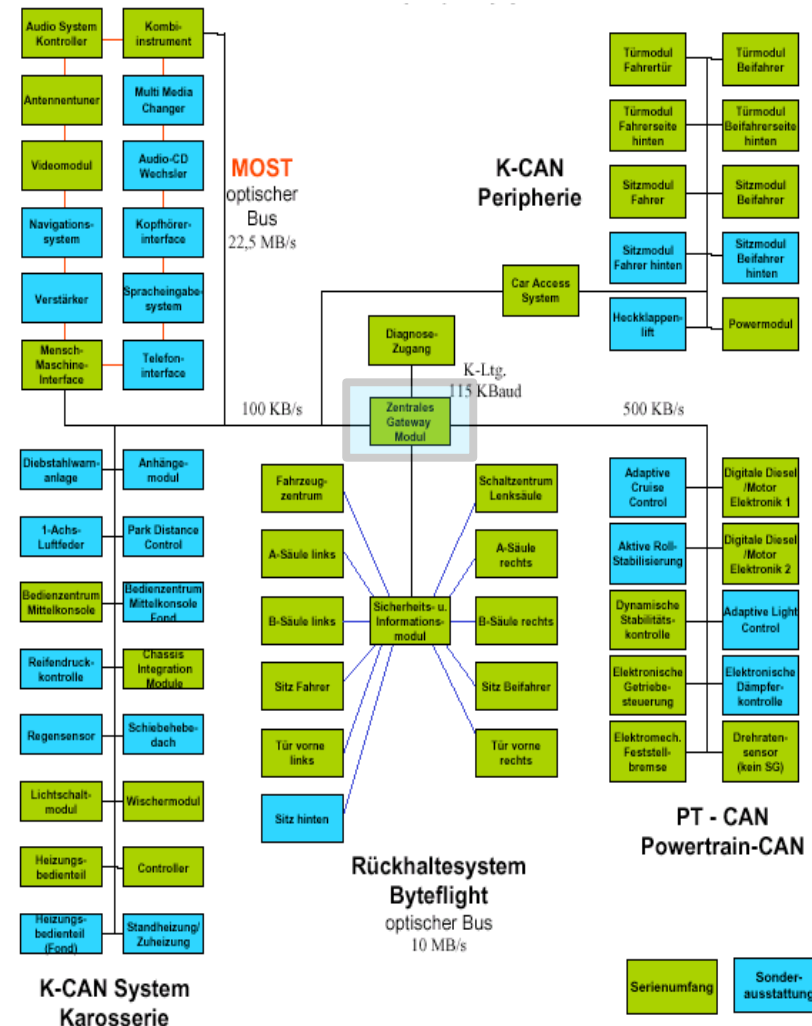 Audio System
Kontroller
Kombi-
instrument
Antennentuner
Multi Media
Changer
Videomodul
Audio-CD
Wechsler
Navigations-
system
Kopfhörer-
interface
Verstärker
Spracheingabe-
system
Mensch-
Maschine-
Interface
Telefon-
interface
MOST
optischer
Bus
22,5 MB/s
K-CAN
Peripherie
Türmodul
Fahrertür
Türmodul
Beifahrer
Türmodul
Fahrerseite
hinten
Türmodul
Beifahrerseite
hinten
Sitzmodul
Fahrer
Sitzmodul
Beifahrer
Sitzmodul
Fahrer hinten
Sitzmodul
Beifahrer
hinten
Heckklappen-
lift
Powermodul
Car Access
System
Diagnose-
Zugang
K-Ltg.
115 KBaud
100 KB/s
Zentrales
Gateway
Modul
500 KB/s
Diebstahlwarn-
anlage
Anhänge-
modul
1-Achs-
Luftfeder
Park Distance
Control
Bedienzentrum
Mittelkonsole
Bedienzentrum
Mittelkonsole
Fond
Reifendruck-
kontrolle
Chassis
Integration
Module
Regensensor
Schiebehebe-
dach
Lichtschalt-
modul
Wischermodul
Heizungs-
bedienteil
Controller
Heizungs-
bedienteil
(Fond)
Standheizung/
Zuheizung
K-CAN System
Karosserie
Fahrzeug-
zentrum
Schaltzentrum
Lenksäule
A-Säule links
A-Säule
rechts
B-Säule links
Sicherheits- u.
Informations-
modul
B-Säule rechts
Sitz Fahrer
Sitz Beifahrer
Tür vorne
links
Tür vorne
rechts
Sitz hinten
Rückhaltesystem
Byteflight
optischer Bus
10 MB/s
Adaptive
Cruise
Control
Digitale Diesel
/Motor
Elektronik 1
Aktive Roll-
Stabilisierung
Digitale Diesel
/Motor
Elektronik 2
Dynamische
Stabilitäts-
kontrolle
Adaptive Light
Control
Elektronische
Getriebe-
steuerung
Elektronische
Dämpfer-
kontrolle
Elektromech.
Feststell-
bremse
Drehraten-
sensor
(kein SG)
PT - CAN
Powertrain-CAN
Serienumfang
Sonder-
ausstattung